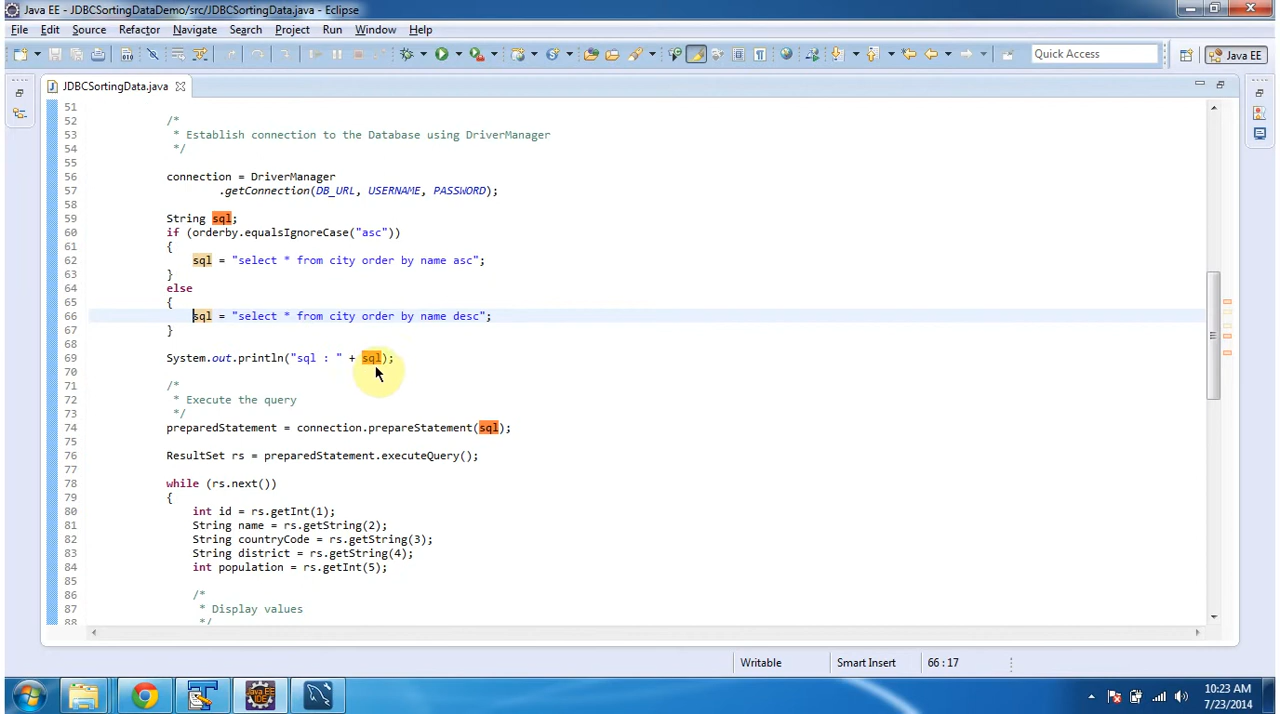 Java EE - JDBCSortingDataDemo/src/JDBCSortingData.java - Eclipse
File Edit Source Refactor Navigate Search Project Run Window Help
Quick Access
Java EE
JDBCSortingData.java
51
52 /*
53 * Establish connection to the Database using DriverManager
54 */
55
56 connection = DriverManager
57 .getConnection(DB_URL, USERNAME, PASSWORD);
58
59 String sql;
60 if (orderby.equalsIgnoreCase("asc"))
61 {
62 sql = "select * from city order by name asc";
63 }
64 else
65 {
66 sql = "select * from city order by name desc";
67 }
68
69 System.out.println("sql : " + sql);
70
71 /*
72 * Execute the query
73 */
74 preparedStatement = connection.prepareStatement(sql);
75
76 ResultSet rs = preparedStatement.executeQuery();
77
78 while (rs.next())
79 {
80 int id = rs.getInt(1);
81 String name = rs.getString(2);
82 String countryCode = rs.getString(3);
83 String district = rs.getString(4);
84 int population = rs.getInt(5);
85
86 /*
87 * Display values
88 */
Writable Smart Insert 66 : 17
Java EE IDE
10:23 AM
7/23/2014